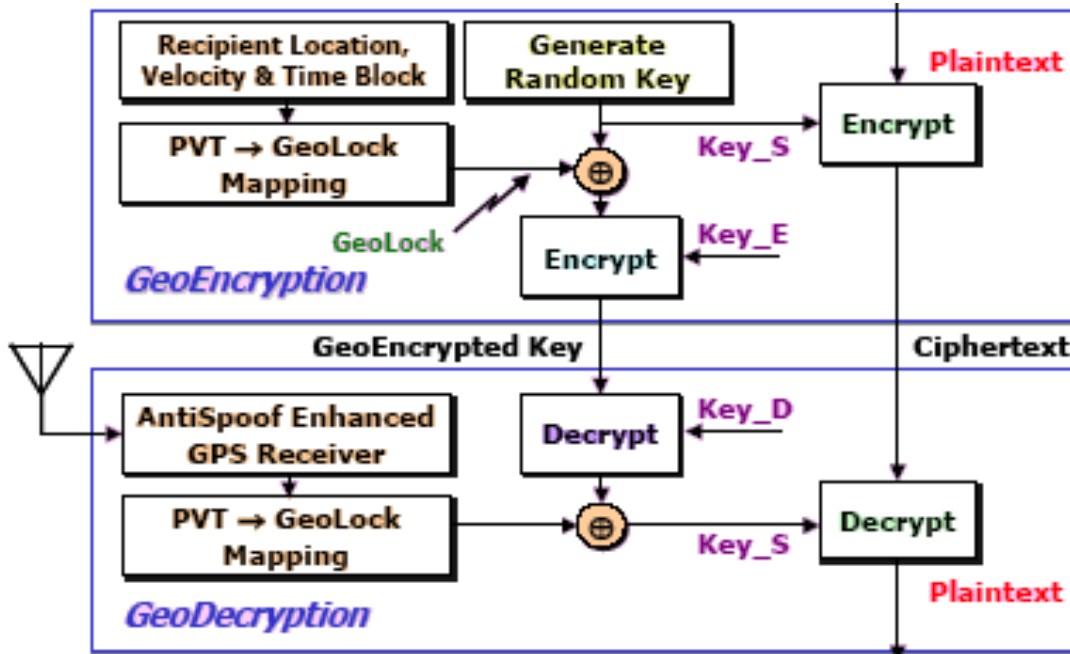 Recipient Location,
Velocity & Time Block
Generate
Random Key
Plaintext
PVT → GeoLock
Mapping
Encrypt
Key_S
⊕
GeoLock
Encrypt
Key_E
GeoEncryption
GeoEncrypted Key
Ciphertext
AntiSpoof Enhanced
GPS Receiver
Decrypt
Key_D
PVT → GeoLock
Mapping
⊕
Key_S
Decrypt
GeoDecryption
Plaintext